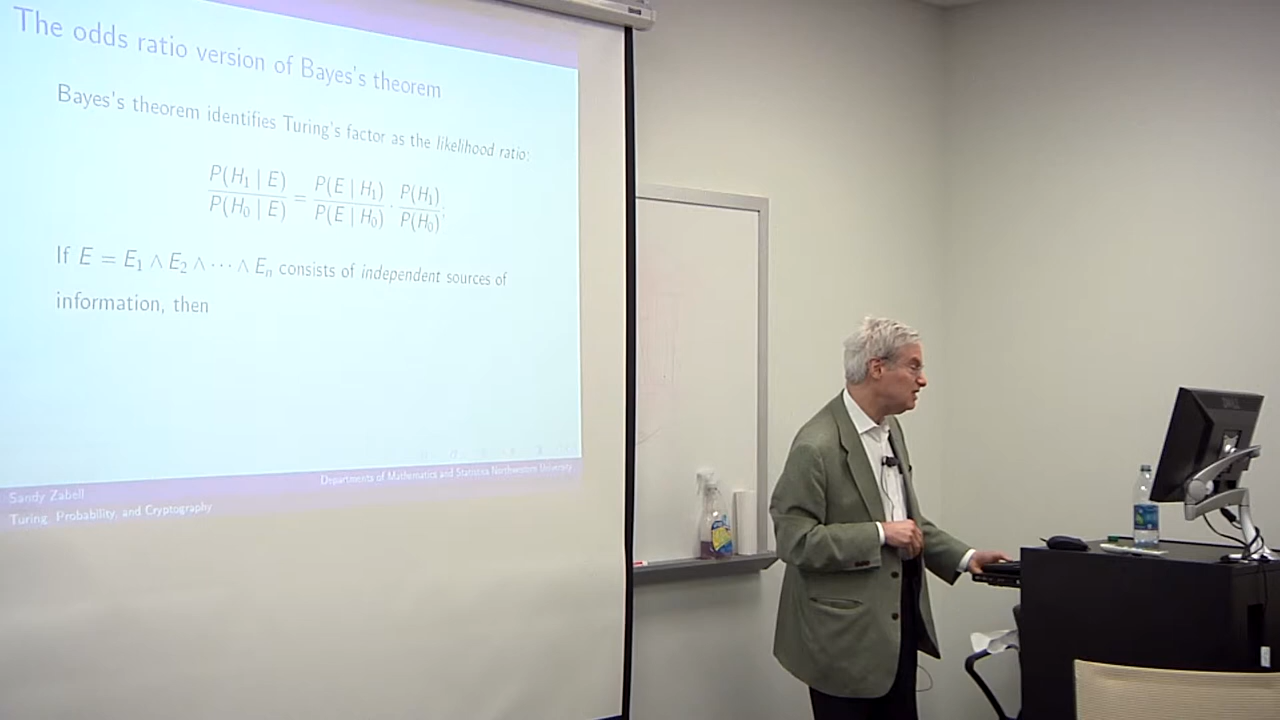 The odds ratio version of Bayes's theorem
Bayes's theorem identifies Turing's factor as the likelihood ratio:
P(H₁ | E) / P(H₀ | E) = P(E | H₁) / P(E | H₀) · P(H₁) / P(H₀);
If E = E₁ ∧ E₂ ∧ ⋯ ∧ Eₙ consists of independent sources of
information, then
Departments of Mathematics and Statistics Northwestern University
Sandy Zabell
Turing, Probability, and Cryptography
DELL